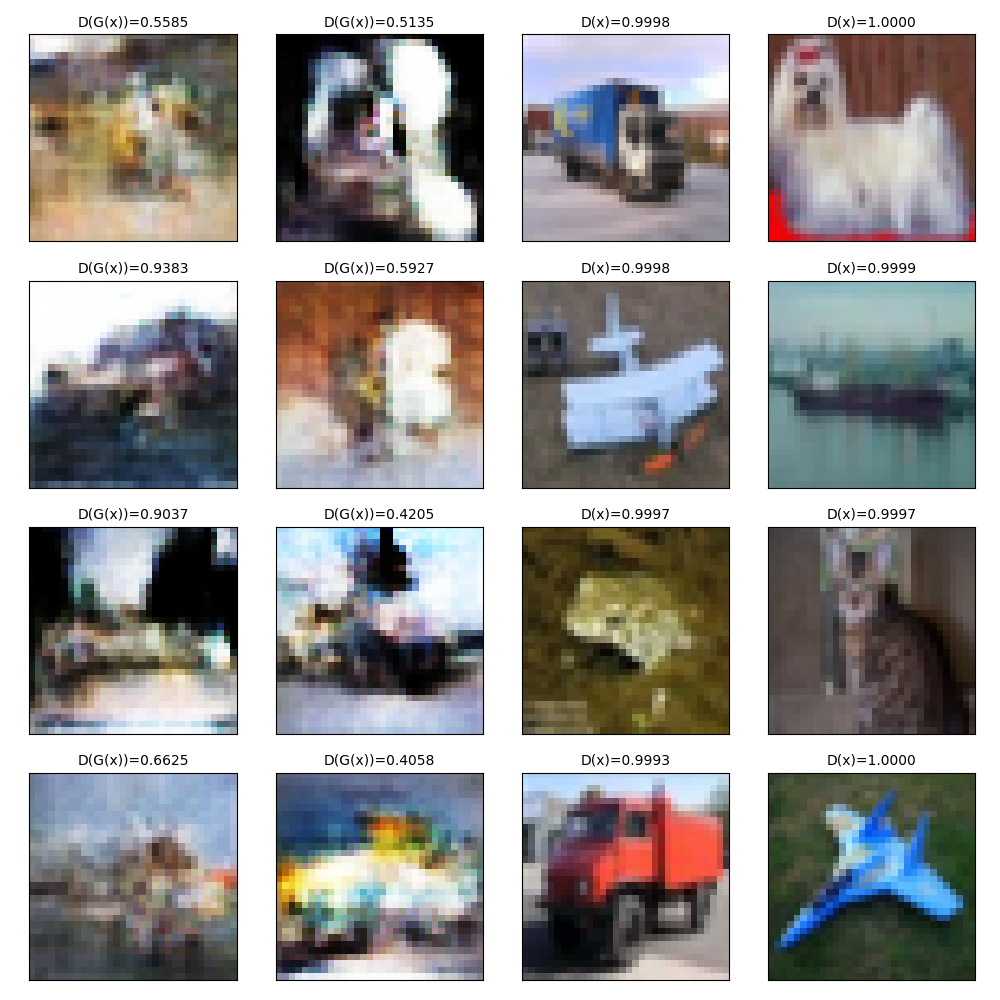 D(G(x))=0.5585 D(G(x))=0.5135 D(x)=0.9998 D(x)=1.0000
D(G(x))=0.9383 D(G(x))=0.5927 D(x)=0.9998 D(x)=0.9999
D(G(x))=0.9037 D(G(x))=0.4205 D(x)=0.9997 D(x)=0.9997
D(G(x))=0.6625 D(G(x))=0.4058 D(x)=0.9993 D(x)=1.0000